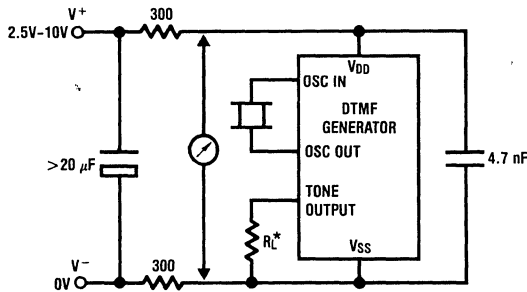 V+
2.5V–10V
300
VDD
OSC IN
DTMF
GENERATOR
OSC OUT
>20 μF
4.7 nF
TONE
OUTPUT
RL*
VSS
V−
0V
300